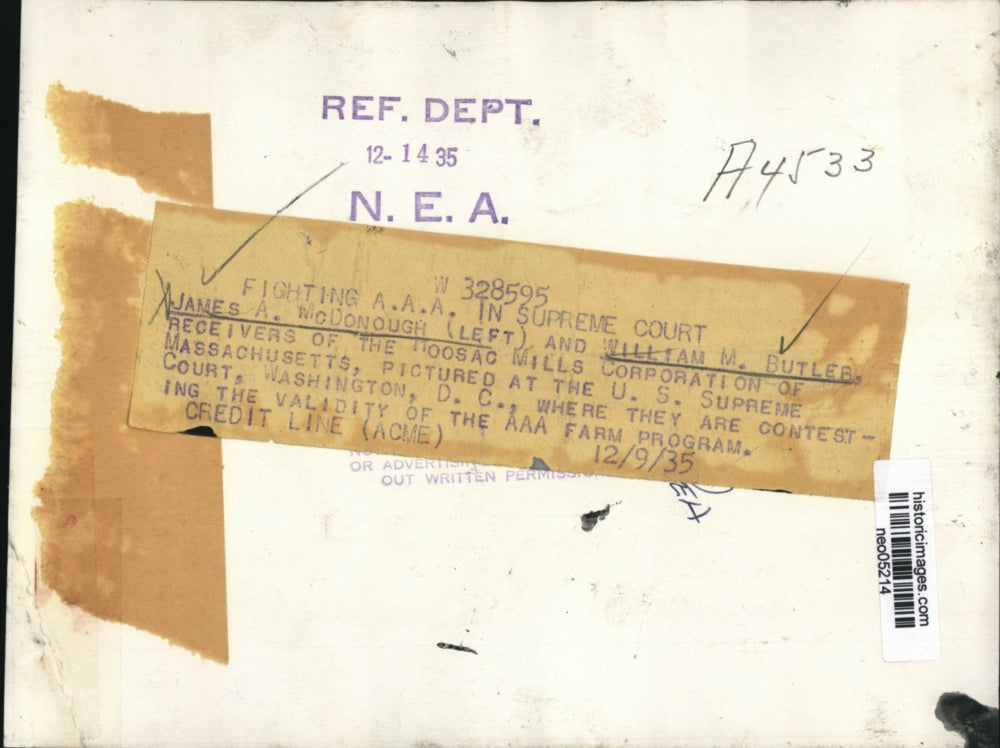 REF. DEPT.
12-14 35
N. E. A.
A4533
W 328595
FIGHTING A.A.A. IN SUPREME COURT
JAMES A. McDONOUGH (LEFT) AND WILLIAM M. BUTLER,
RECEIVERS OF THE HOOSAC MILLS CORPORATION OF
MASSACHUSETTS, PICTURED AT THE U. S. SUPREME
COURT, WASHINGTON, D. C., WHERE THEY ARE CONTEST-
ING THE VALIDITY OF THE AAA FARM PROGRAM.
CREDIT LINE (ACME) 12/9/35
OR
OUT WRITTEN
historicimages.com
neo05214